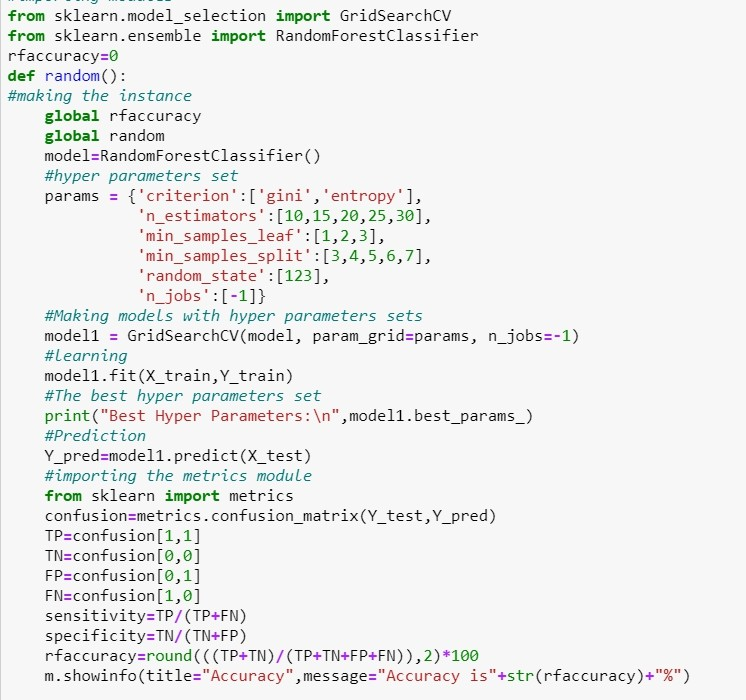 from sklearn.model_selection import GridSearchCV
from sklearn.ensemble import RandomForestClassifier
rfaccuracy=0
def random():
#making the instance
    global rfaccuracy
    global random
    model=RandomForestClassifier()
    #hyper parameters set
    params = {'criterion':['gini','entropy'],
              'n_estimators':[10,15,20,25,30],
              'min_samples_leaf':[1,2,3],
              'min_samples_split':[3,4,5,6,7],
              'random_state':[123],
              'n_jobs':[-1]}
    #Making models with hyper parameters sets
    model1 = GridSearchCV(model, param_grid=params, n_jobs=-1)
    #learning
    model1.fit(X_train,Y_train)
    #The best hyper parameters set
    print("Best Hyper Parameters:\n",model1.best_params_)
    #Prediction
    Y_pred=model1.predict(X_test)
    #importing the metrics module
    from sklearn import metrics
    confusion=metrics.confusion_matrix(Y_test,Y_pred)
    TP=confusion[1,1]
    TN=confusion[0,0]
    FP=confusion[0,1]
    FN=confusion[1,0]
    sensitivity=TP/(TP+FN)
    specificity=TN/(TN+FP)
    rfaccuracy=round(((TP+TN)/(TP+TN+FP+FN)),2)*100
    m.showinfo(title="Accuracy",message="Accuracy is"+str(rfaccuracy)+"%")